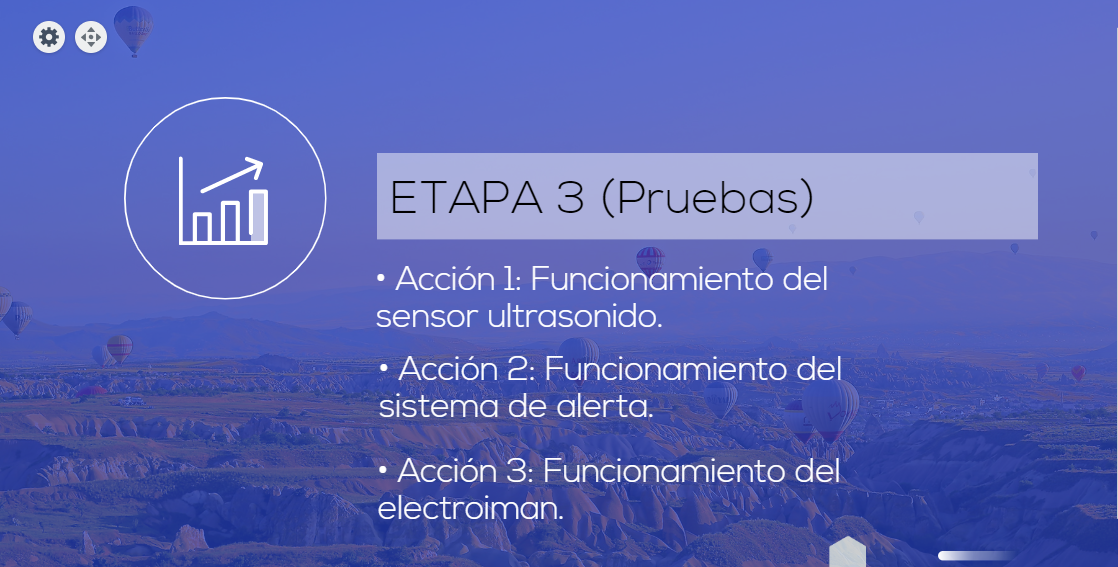 ETAPA 3 (Pruebas)
• Acción 1: Funcionamiento del
sensor ultrasonido.
• Acción 2: Funcionamiento del
sistema de alerta.
• Acción 3: Funcionamiento del
electroiman.